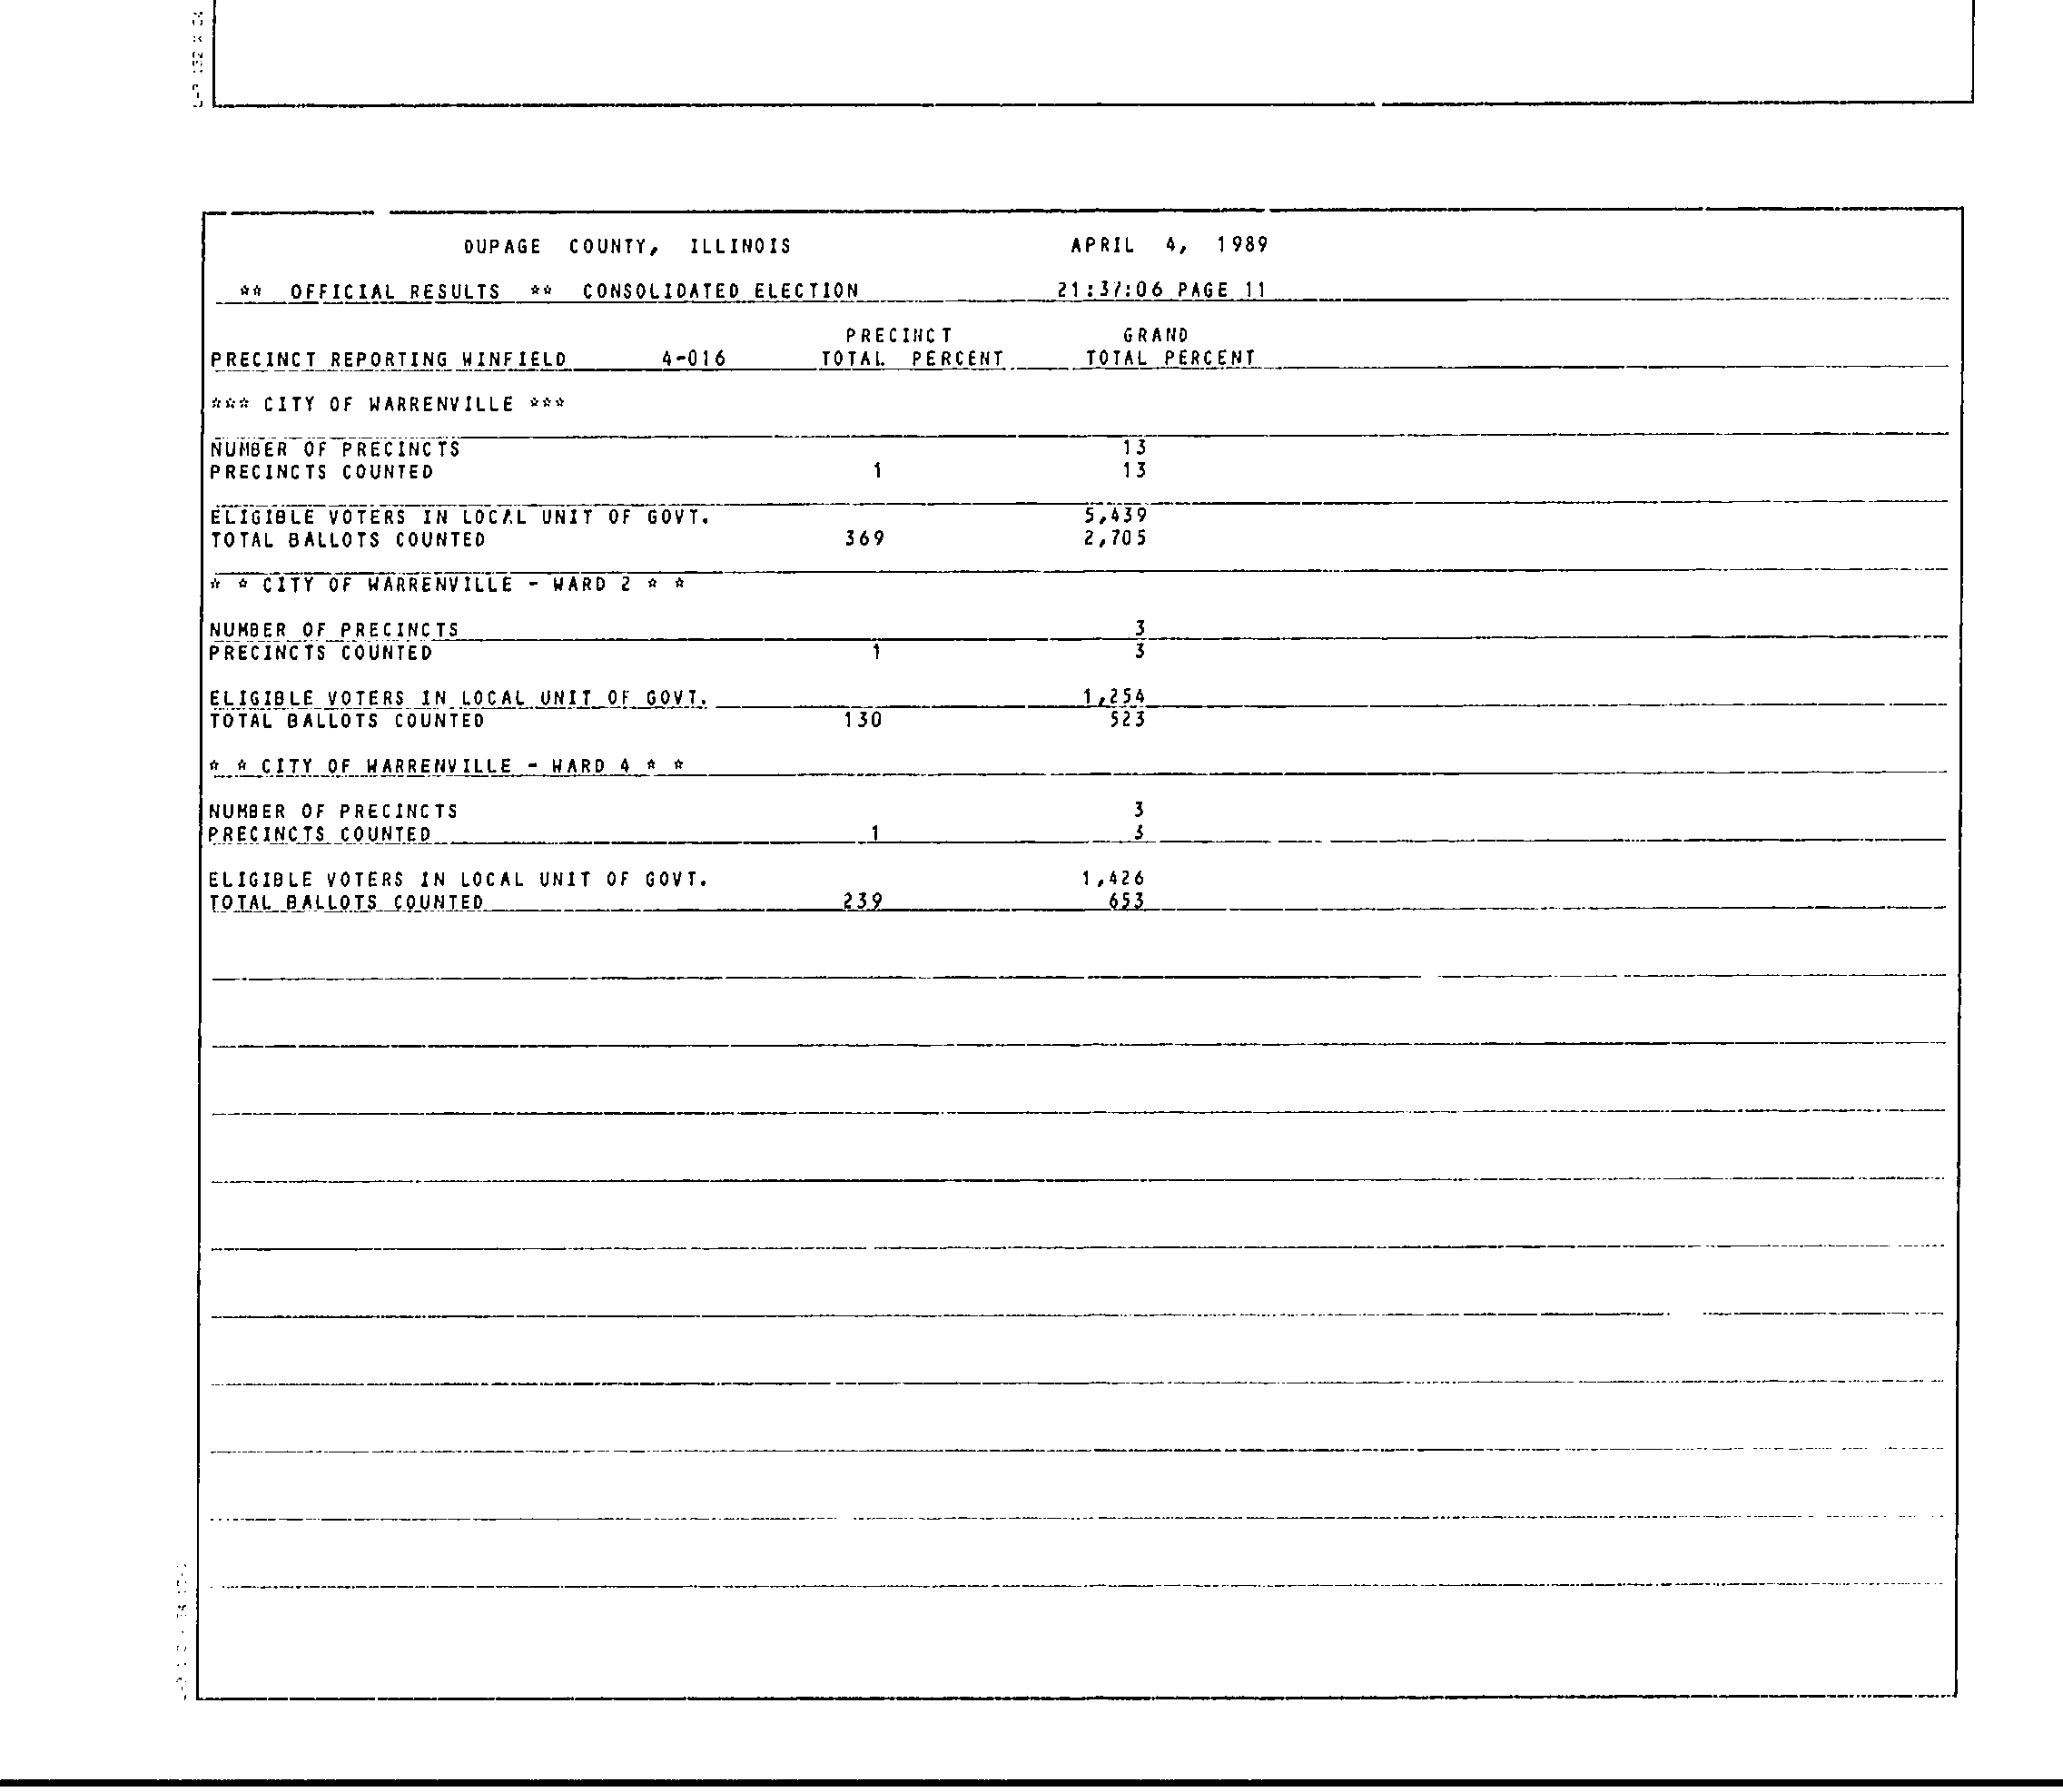 DUPAGE COUNTY, ILLINOIS APRIL 4, 1989
** OFFICIAL RESULTS ** CONSOLIDATED ELECTION 21:37:06 PAGE 11
PRECINCT GRAND
PRECINCT REPORTING WINFIELD 4-016 TOTAL PERCENT TOTAL PERCENT
*** CITY OF WARRENVILLE ***
NUMBER OF PRECINCTS 13
PRECINCTS COUNTED 1 13
ELIGIBLE VOTERS IN LOCAL UNIT OF GOVT. 5,439
TOTAL BALLOTS COUNTED 369 2,705
* * CITY OF WARRENVILLE - WARD 2 * *
NUMBER OF PRECINCTS 3
PRECINCTS COUNTED 1 3
ELIGIBLE VOTERS IN LOCAL UNIT OF GOVT. 1,254
TOTAL BALLOTS COUNTED 130 523
* * CITY OF WARRENVILLE - WARD 4 * *
NUMBER OF PRECINCTS 3
PRECINCTS COUNTED 1 3
ELIGIBLE VOTERS IN LOCAL UNIT OF GOVT. 1,426
TOTAL BALLOTS COUNTED 239 653